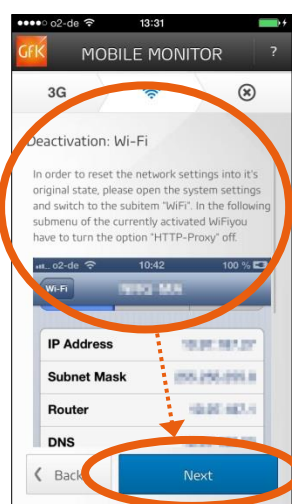 o2-de 13:31
GfK MOBILE MONITOR ?
3G
Deactivation: Wi-Fi
In order to reset the network settings into it's
original state, please open the system settings
and switch to the subitem "WiFi". In the following
submenu of the currently activated WiFiyou
have to turn the option "HTTP-Proxy" off.
o2-de 10:42 100 %
Wi-Fi
IP Address
Subnet Mask
Router
DNS
Back Next